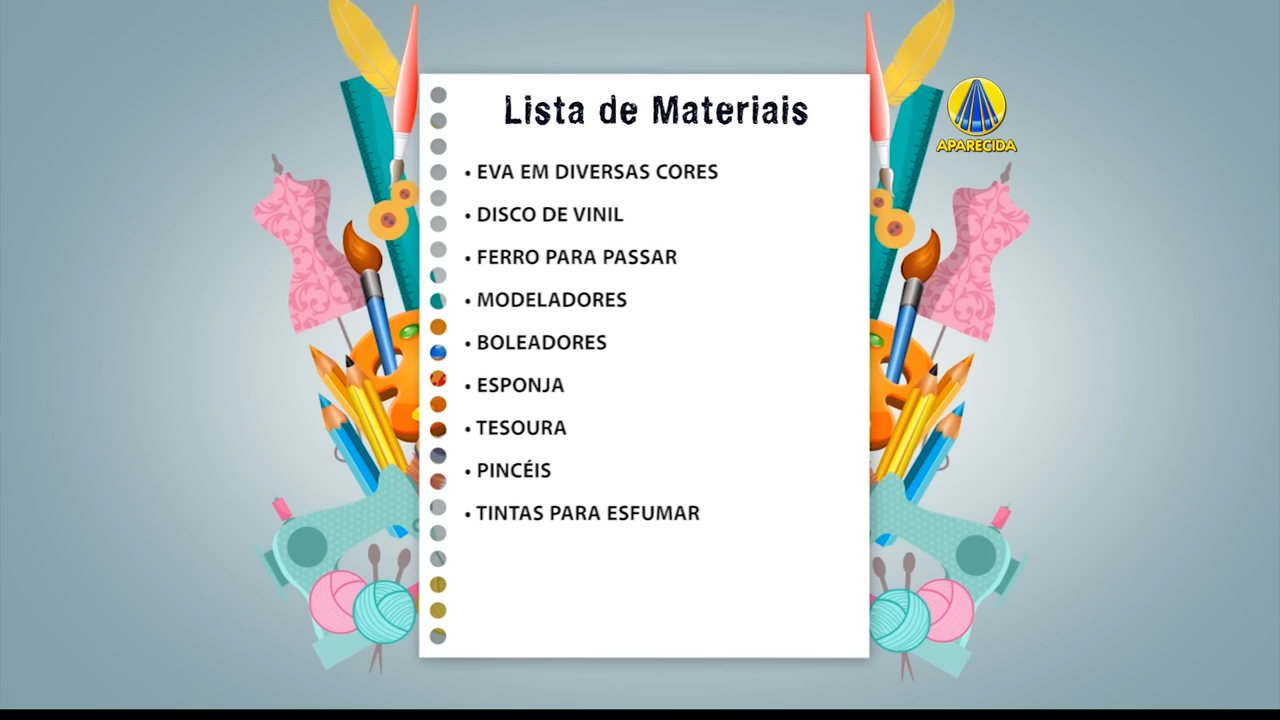 Lista de Materiais
APARECIDA
• EVA EM DIVERSAS CORES
• DISCO DE VINIL
• FERRO PARA PASSAR
• MODELADORES
• BOLEADORES
• ESPONJA
• TESOURA
• PINCÉIS
• TINTAS PARA ESFUMAR